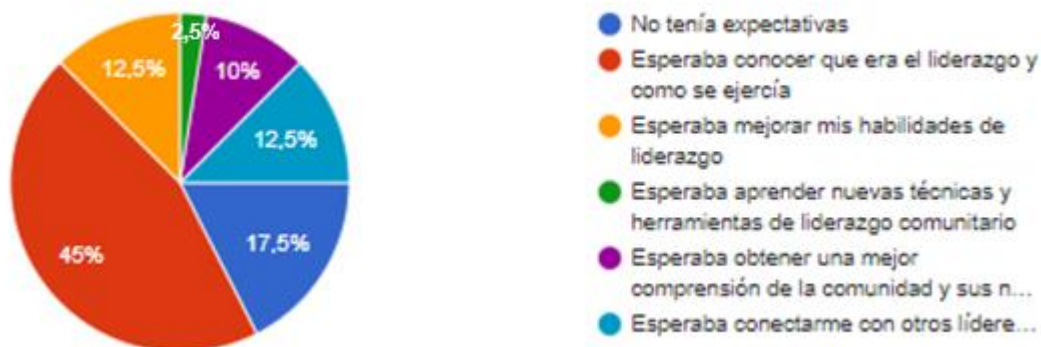 2,5%
12,5%
10%
12,5%
45%
17,5%
No tenía expectativas
Esperaba conocer que era el liderazgo y
como se ejercía
Esperaba mejorar mis habilidades de
liderazgo
Esperaba aprender nuevas técnicas y
herramientas de liderazgo comunitario
Esperaba obtener una mejor
comprensión de la comunidad y sus n...
Esperaba conectarme con otros lídere...